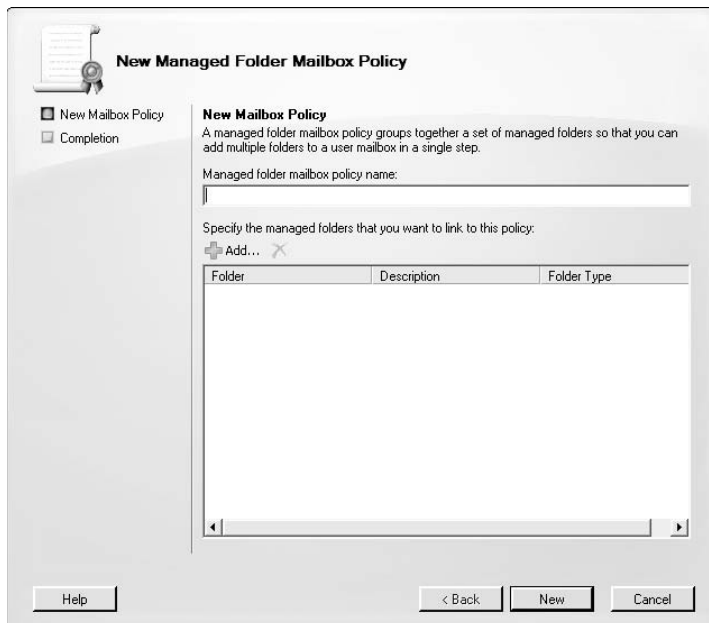 New Managed Folder Mailbox Policy
New Mailbox Policy
Completion
New Mailbox Policy
A managed folder mailbox policy groups together a set of managed folders so that you can
add multiple folders to a user mailbox in a single step.
Managed folder mailbox policy name:
Specify the managed folders that you want to link to this policy:
Add...
Folder Description Folder Type
Help < Back New Cancel